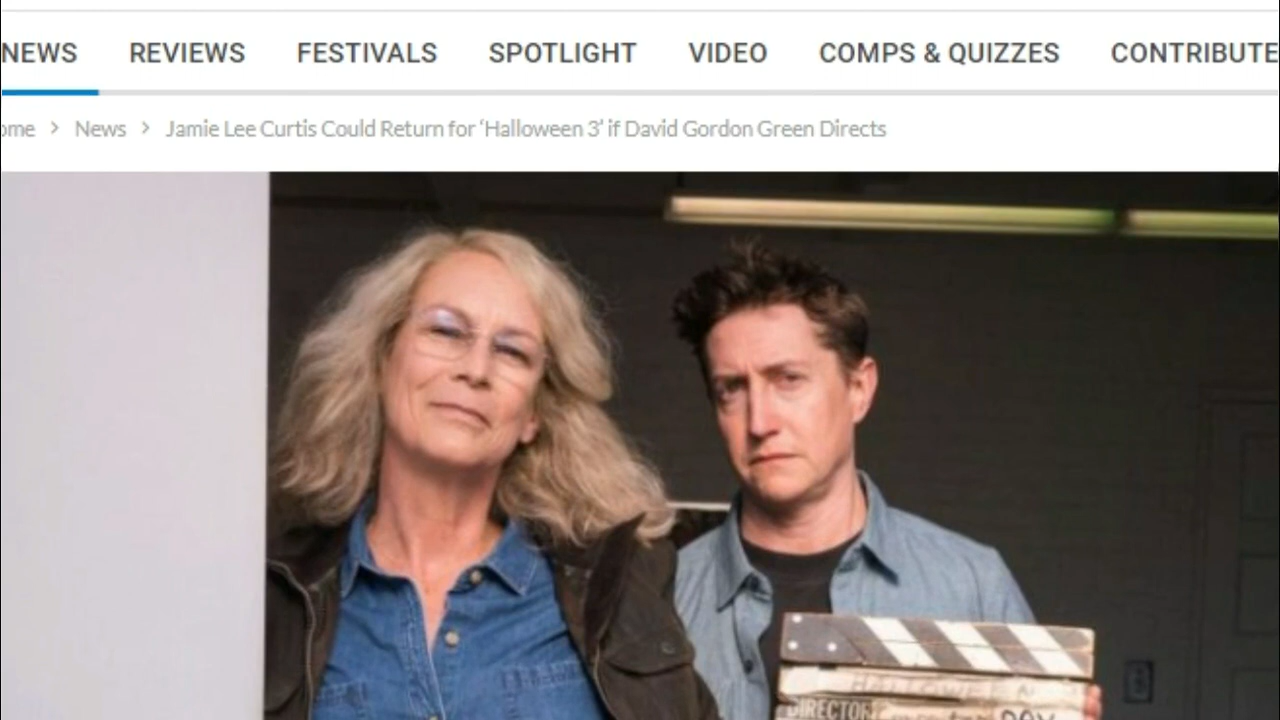 NEWS REVIEWS FESTIVALS SPOTLIGHT VIDEO COMPS & QUIZZES CONTRIBUTE
ome > News > Jamie Lee Curtis Could Return for ‘Halloween 3’ if David Gordon Green Directs
HALLOWEEN
DIRECTOR